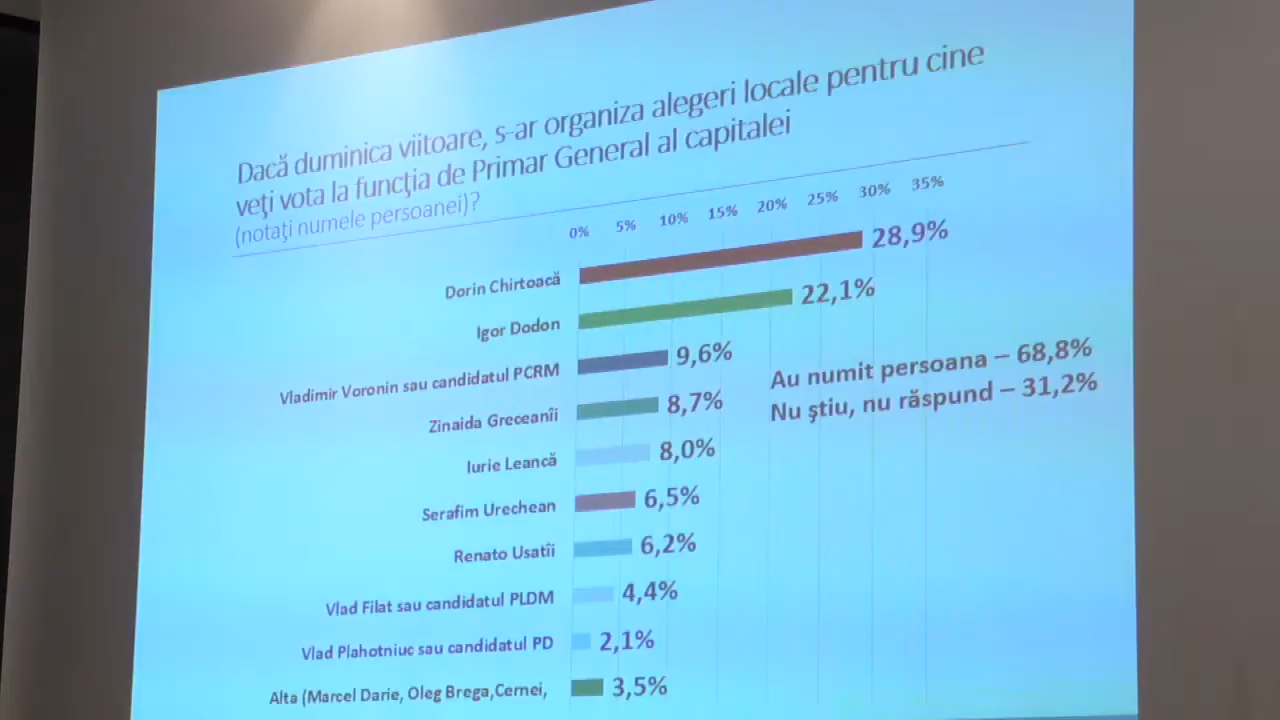 Dacă duminica viitoare, s-ar organiza alegeri locale pentru cine
veţi vota la funcţia de Primar General al capitalei
(notaţi numele persoanei)?
0% 5% 10% 15% 20% 25% 30% 35%
Dorin Chirtoacă 28,9%
Igor Dodon 22,1%
Vladimir Voronin sau candidatul PCRM 9,6%
Zinaida Greceanîi 8,7%
Iurie Leancă 8,0%
Serafim Urechean 6,5%
Renato Usatîi 6,2%
Vlad Filat sau candidatul PLDM 4,4%
Vlad Plahotniuc sau candidatul PD 2,1%
Alta (Marcel Darie, Oleg Brega,Cernei, 3,5%
Au numit persoana – 68,8%
Nu ştiu, nu răspund – 31,2%